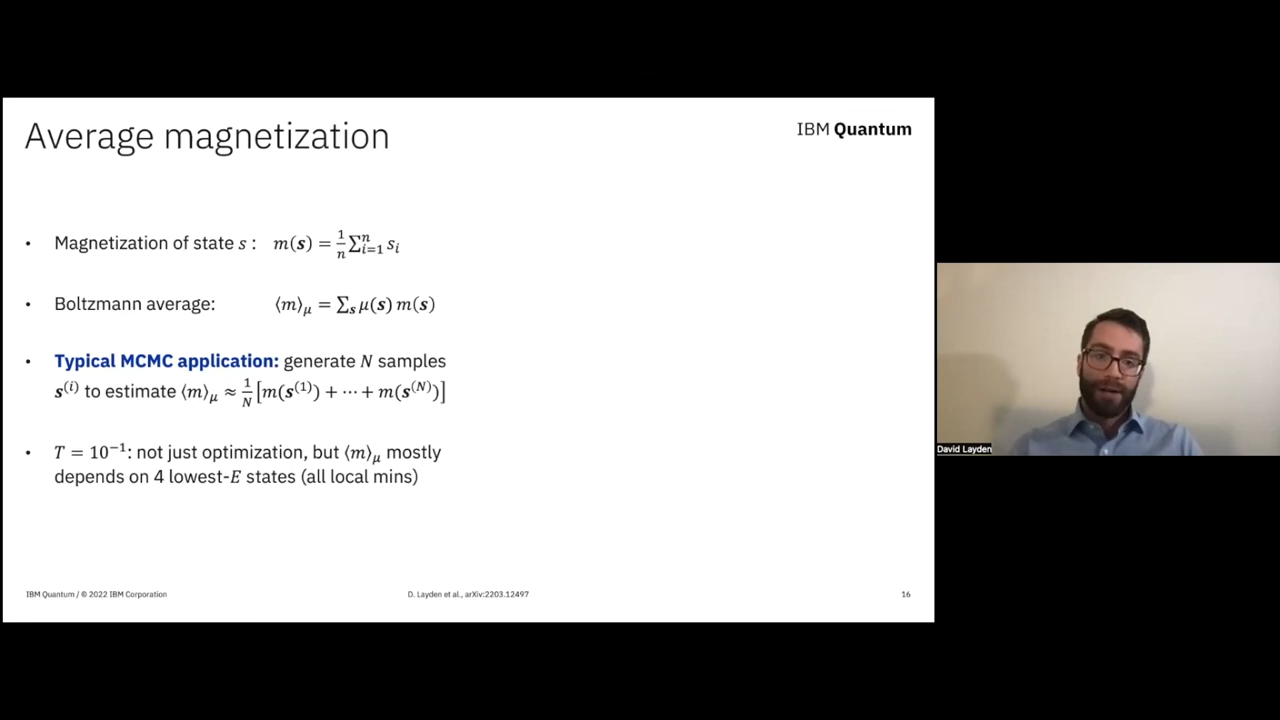 Average magnetization
IBM Quantum
• Magnetization of state s : m(s) = 1/n ∑ⁿᵢ₌₁ sᵢ
• Boltzmann average: ⟨m⟩μ = ∑ₛ μ(s) m(s)
• Typical MCMC application: generate N samples
s⁽ⁱ⁾ to estimate ⟨m⟩μ ≈ 1/N [m(s⁽¹⁾) + ⋯ + m(s⁽ᴺ⁾)]
• T = 10⁻¹: not just optimization, but ⟨m⟩μ mostly
depends on 4 lowest-E states (all local mins)
David Layden
IBM Quantum / © 2022 IBM Corporation
D. Layden et al., arXiv:2203.12497
16